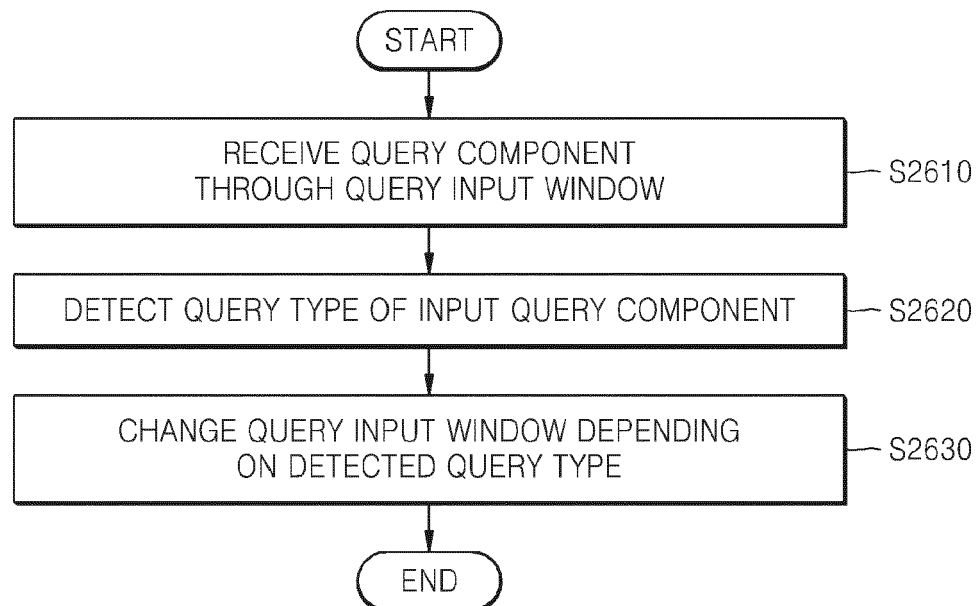 START
RECEIVE QUERY COMPONENT
THROUGH QUERY INPUT WINDOW
S2610
DETECT QUERY TYPE OF INPUT QUERY COMPONENT
S2620
CHANGE QUERY INPUT WINDOW DEPENDING
ON DETECTED QUERY TYPE
S2630
END